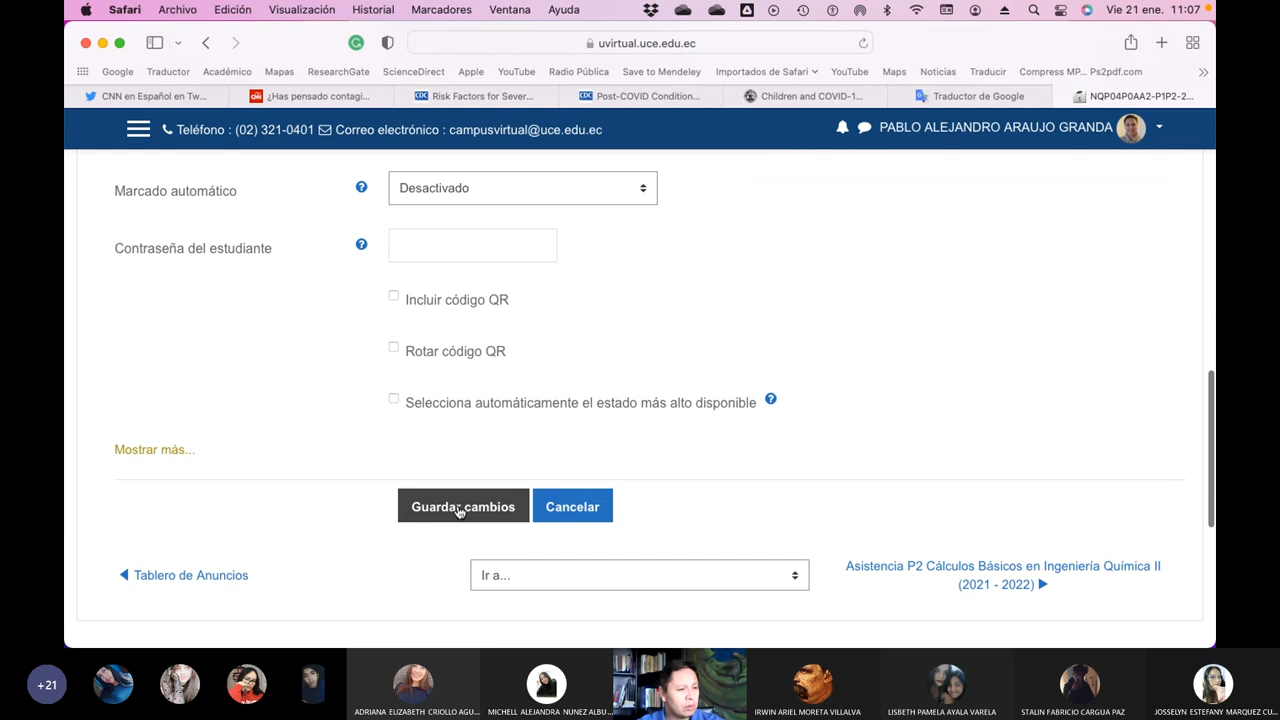 Safari Archivo Edición Visualización Historial Marcadores Ventana Ayuda Vie 21 ene. 11:07
uvirtual.uce.edu.ec
Google Traductor Académico Mapas ResearchGate ScienceDirect Apple YouTube Radio Pública Save to Mendeley Importados de Safari YouTube Maps Noticias Traducir Compress MP... Ps2pdf.com
CNN en Español en Tw... ¿Has pensado contagi... Risk Factors for Sever... Post-COVID Condition... Children and COVID-1... Traductor de Google NQP04P0AA2-P1P2-2...
Teléfono : (02) 321-0401 Correo electrónico : campusvirtual@uce.edu.ec PABLO ALEJANDRO ARAUJO GRANDA
Marcado automático Desactivado
Contraseña del estudiante
Incluir código QR
Rotar código QR
Selecciona automáticamente el estado más alto disponible
Mostrar más...
Guardar cambios Cancelar
Tablero de Anuncios Ir a... Asistencia P2 Cálculos Básicos en Ingeniería Química II
(2021 - 2022)
+21
ADRIANA ELIZABETH CRIOLLO AGU... MICHELL ALEJANDRA NUNEZ ALBU... IRWIN ARIEL MORETA VILLALVA LISBETH PAMELA AYALA VARELA STALIN FABRICIO CARGUA PAZ JOSSELYN ESTEFANY MARQUEZ CU...